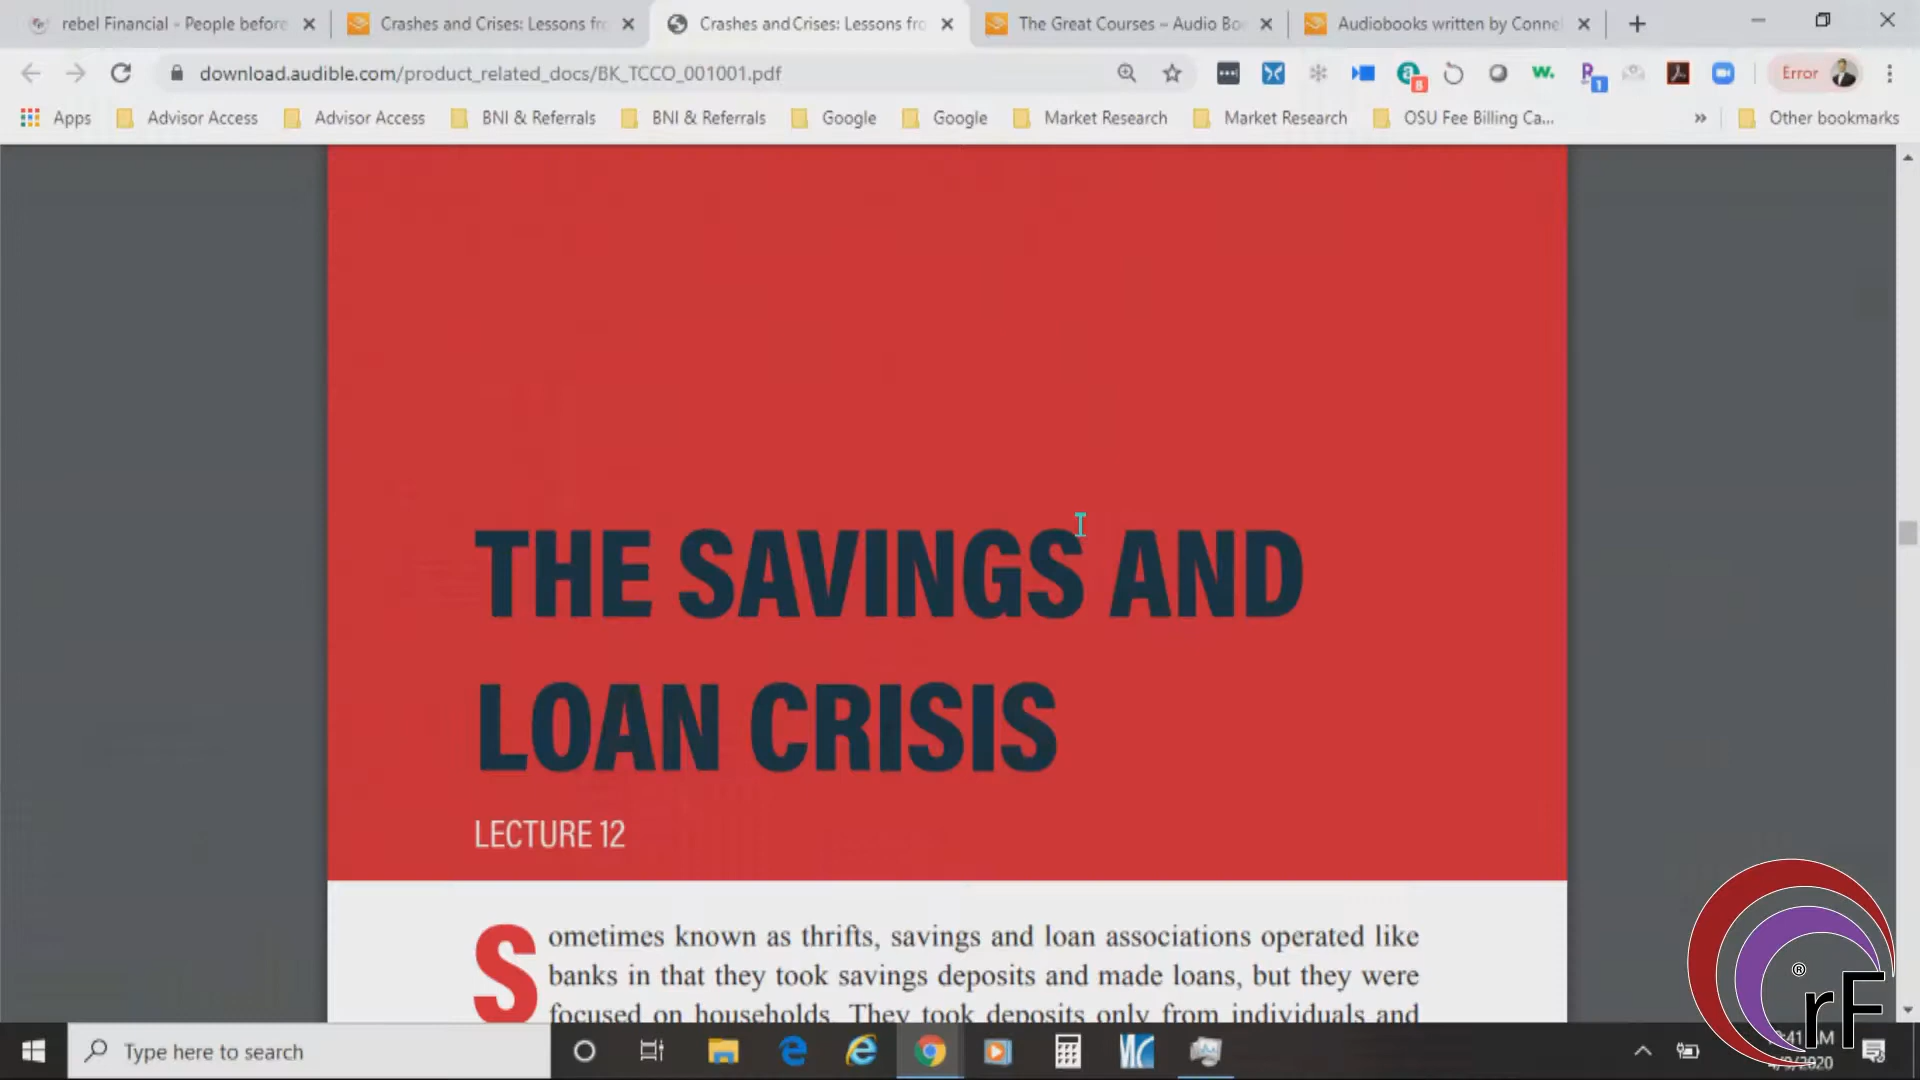 rebel Financial - People before
Crashes and Crises: Lessons fro
Crashes and Crises: Lessons fro
The Great Courses – Audio Bo
Audiobooks written by Conne
download.audible.com/product_related_docs/BK_TCCO_001001.pdf
8
w.
R
1
Error
Apps
Advisor Access
Advisor Access
BNI & Referrals
BNI & Referrals
Google
Google
Market Research
Market Research
OSU Fee Billing Ca...
Other bookmarks
THE SAVINGS AND
LOAN CRISIS
LECTURE 12
Sometimes known as thrifts, savings and loan associations operated like
banks in that they took savings deposits and made loans, but they were
focused on households. They took deposits only from individuals and
® rF
Type here to search